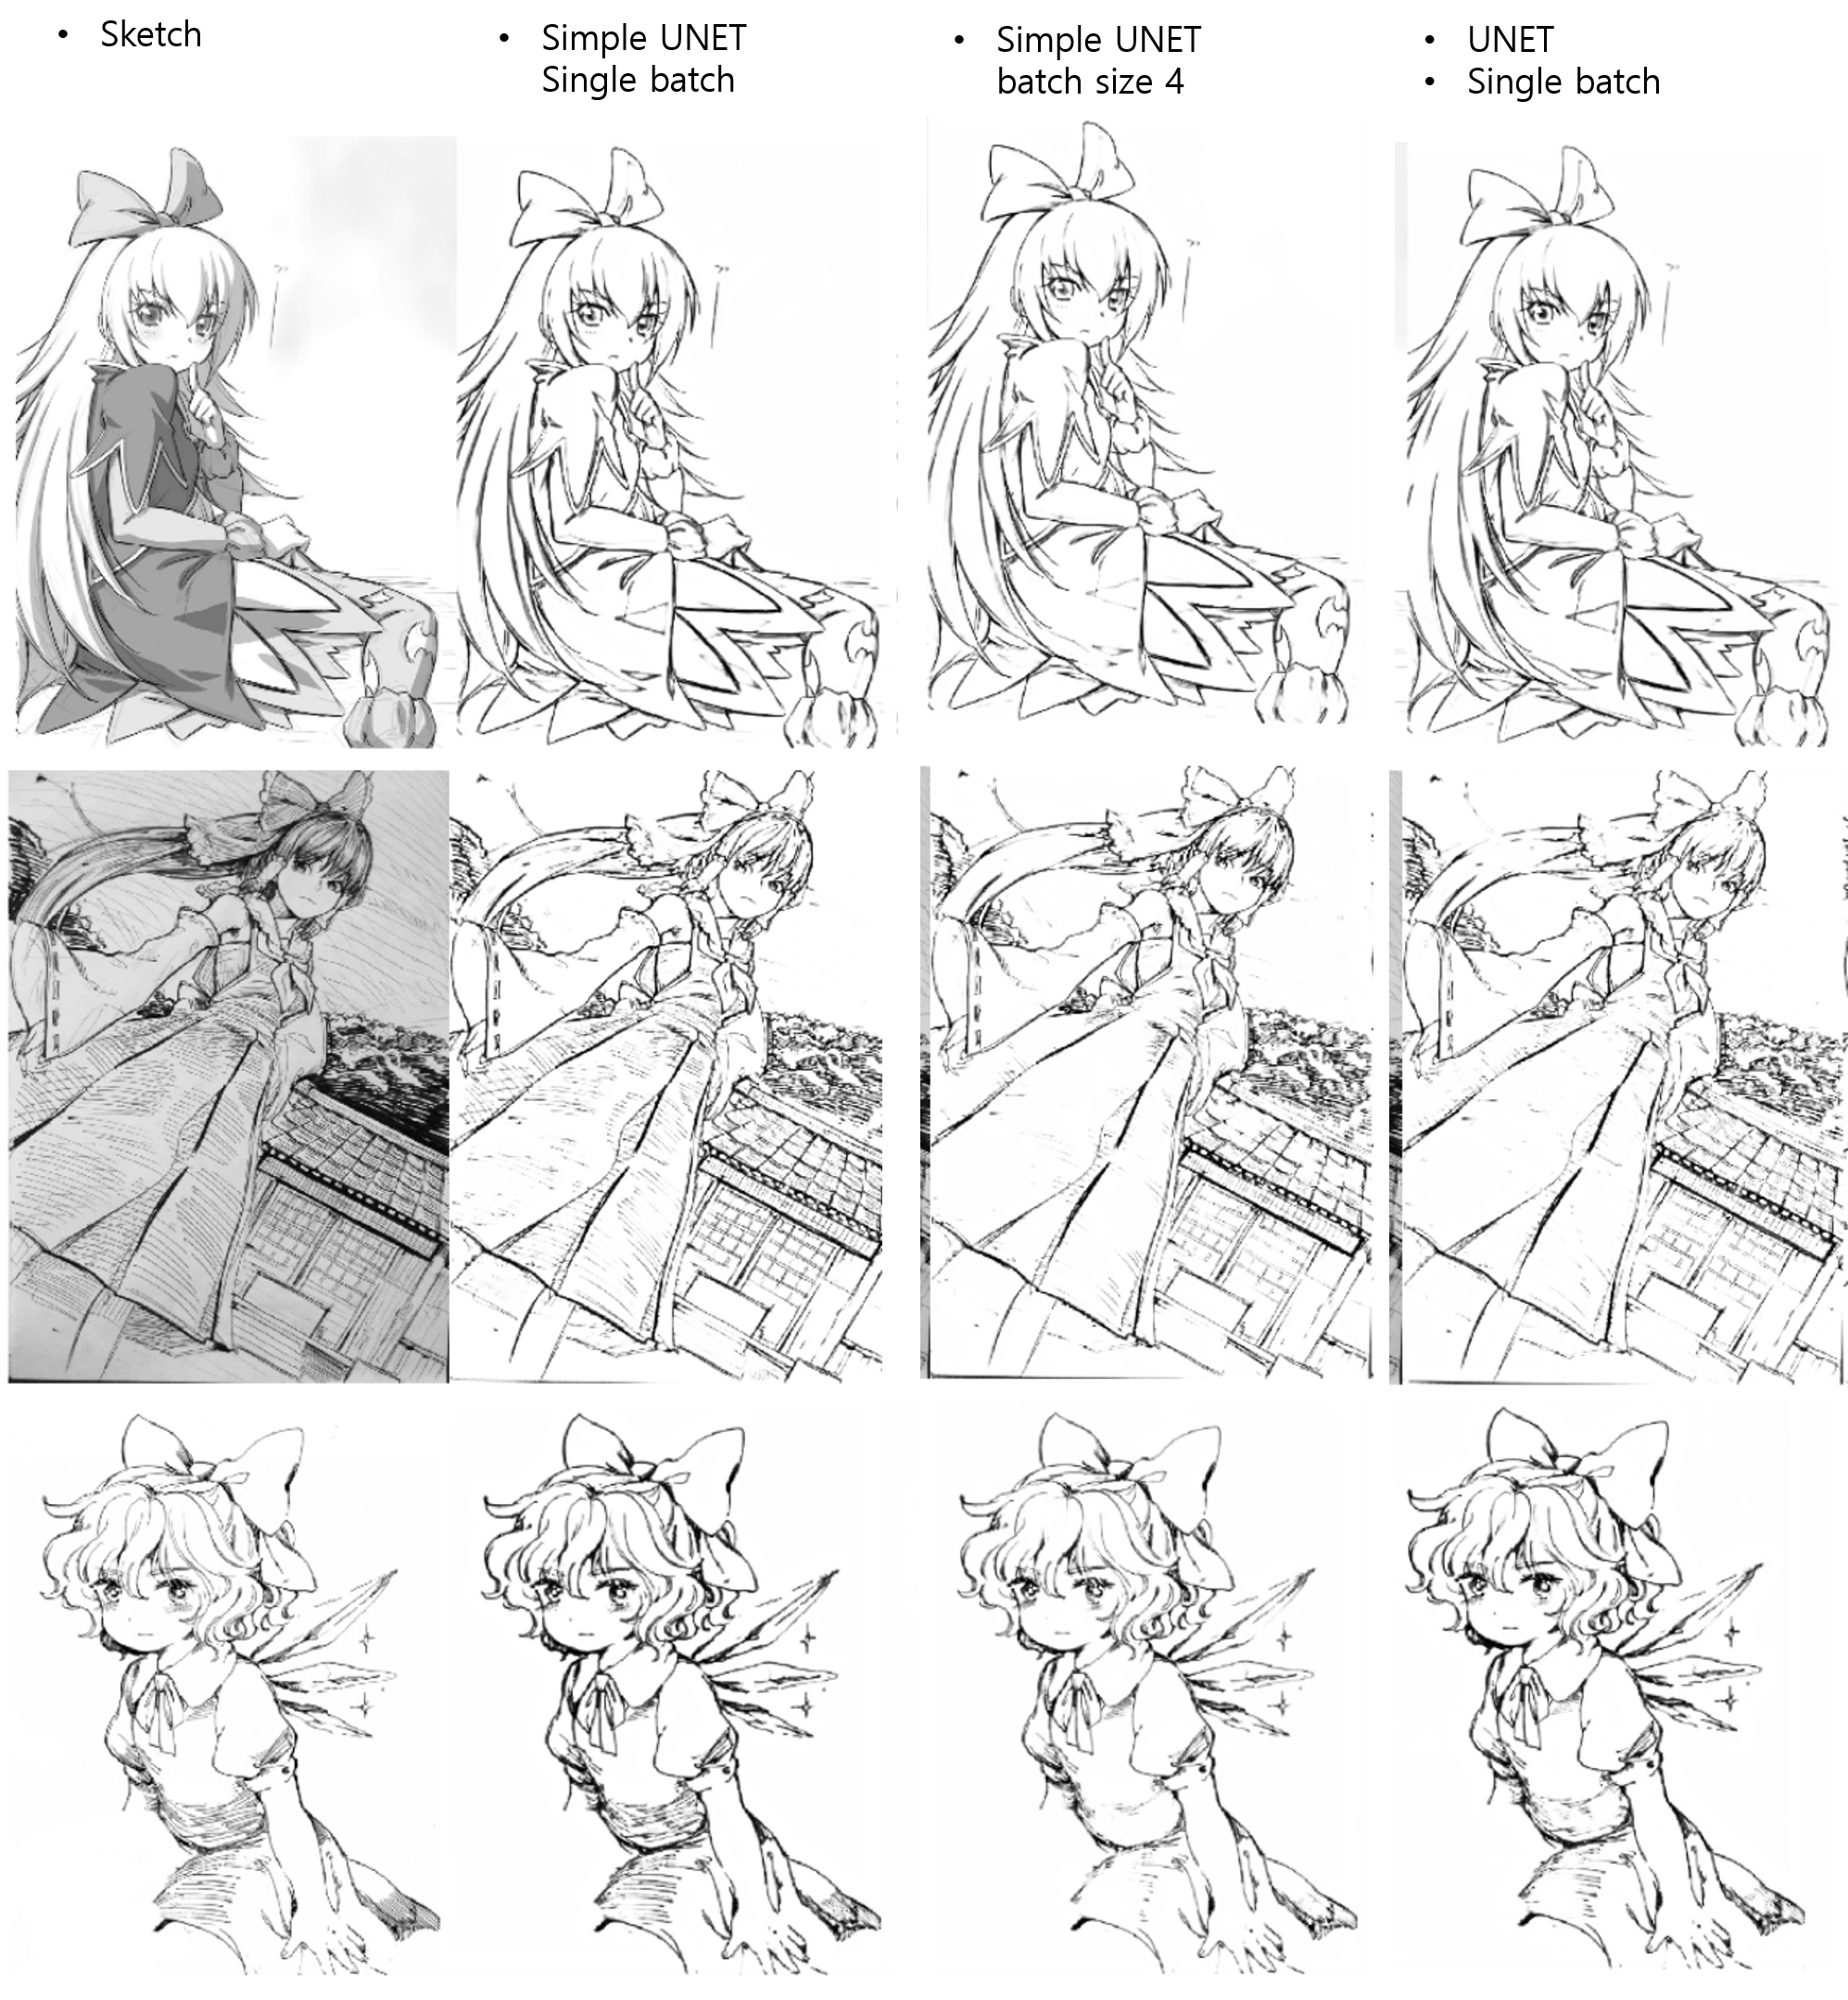 • Sketch
• Simple UNET
Single batch
• Simple UNET
batch size 4
• UNET
• Single batch